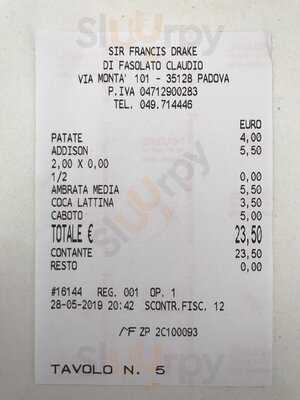 SIR FRANCIS DRAKE
DI FASOLATO CLAUDIO
VIA MONTA' 101 - 35128 PADOVA
P.IVA 04712900283
TEL. 049.714446
EURO
PATATE 4,00
ADDISON 5,50
2,00 X 0,00
1/2 0,00
AMBRATA MEDIA 5,50
COCA LATTINA 3,50
CABOTO 5,00
TOTALE € 23,50
CONTANTE 23,50
RESTO 0,00
#16144 REG. 001 OP. 1
28-05-2019 20:42 SCONTR.FISC. 12
MF ZP 2C100093
TAVOLO N. 5
Sluurpy
Sluurpy
Sluurpy